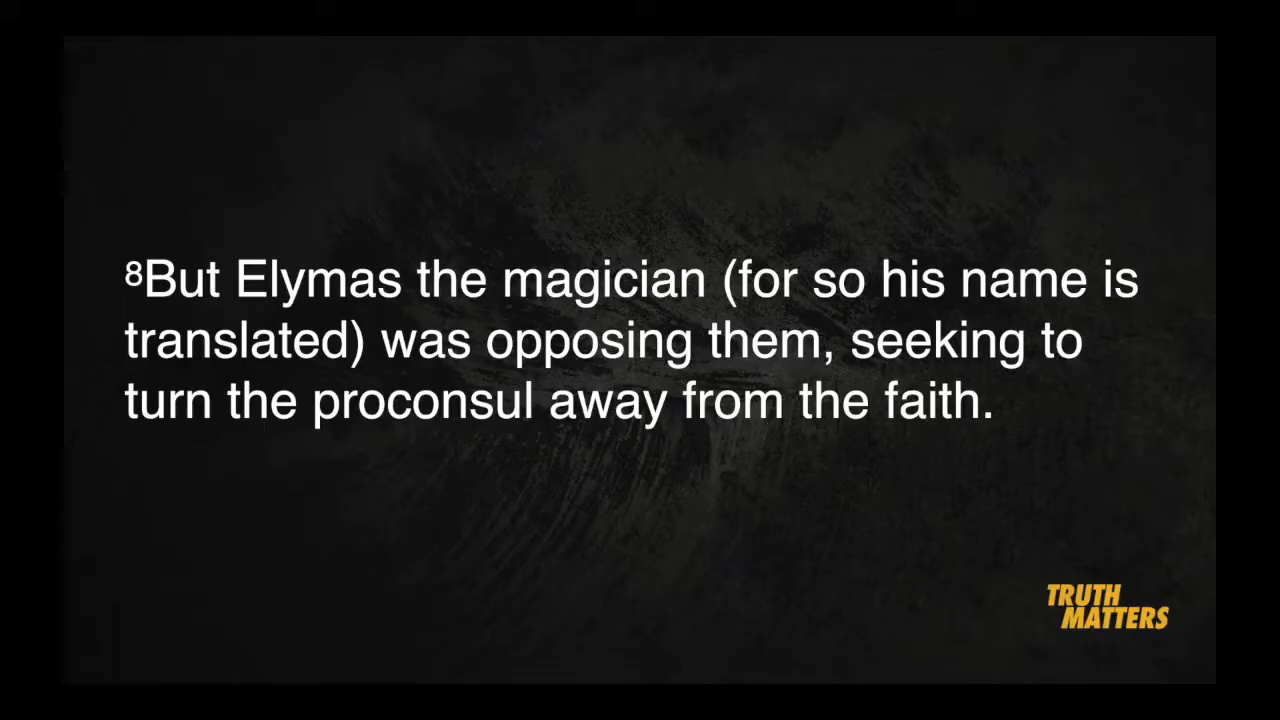 8But Elymas the magician (for so his name is
translated) was opposing them, seeking to
turn the proconsul away from the faith.
TRUTH
MATTERS